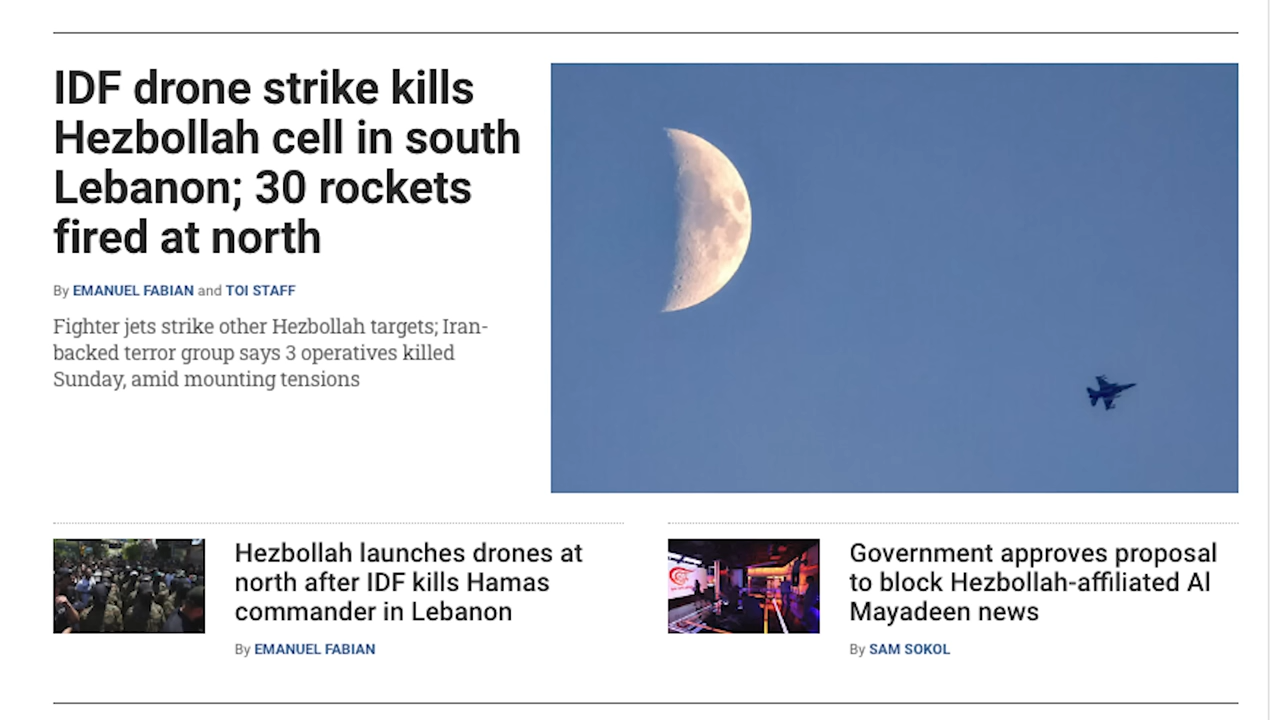 IDF drone strike kills
Hezbollah cell in south
Lebanon; 30 rockets
fired at north
By EMANUEL FABIAN and TOI STAFF
Fighter jets strike other Hezbollah targets; Iran-
backed terror group says 3 operatives killed
Sunday, amid mounting tensions
Hezbollah launches drones at
north after IDF kills Hamas
commander in Lebanon
By EMANUEL FABIAN
Government approves proposal
to block Hezbollah-affiliated Al
Mayadeen news
By SAM SOKOL